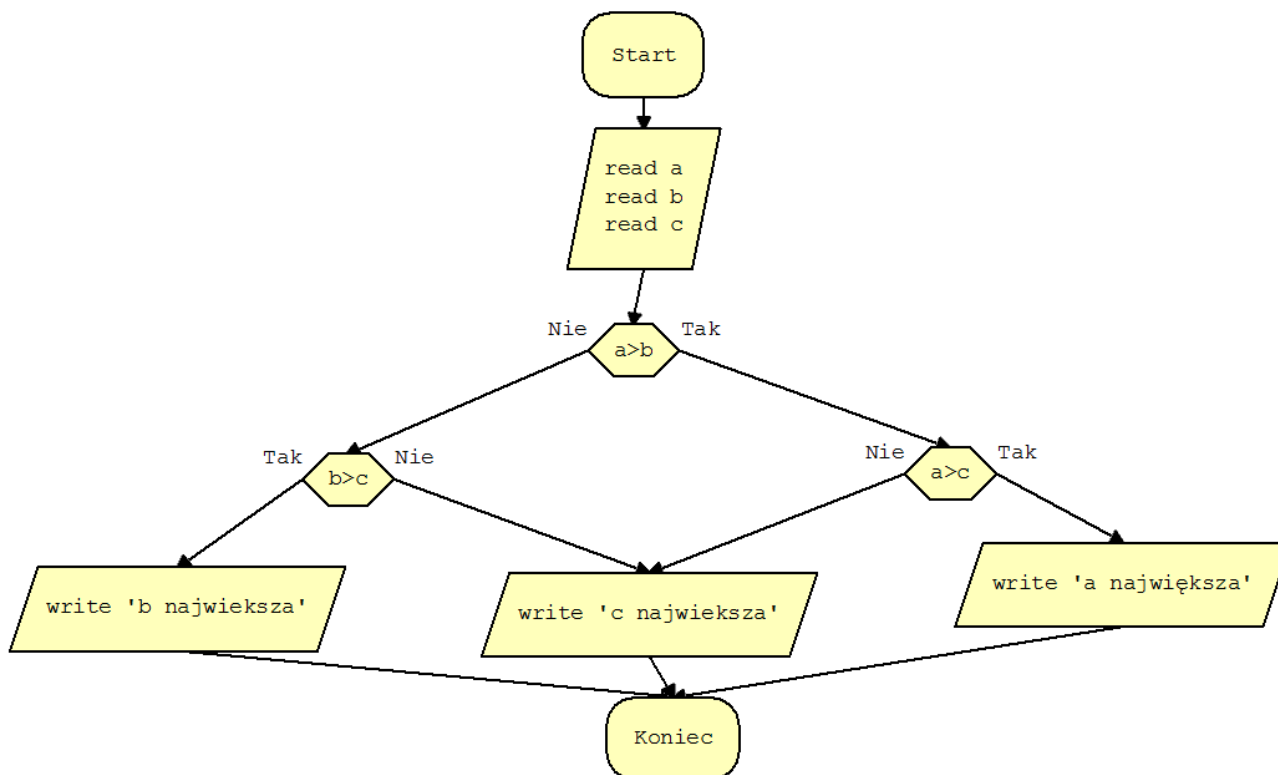 Start
read a
read b
read c
Nie
Tak
a>b
Tak
Nie
b>c
Nie
Tak
a>c
write 'b najwieksza'
write 'c najwieksza'
write 'a największa'
Koniec